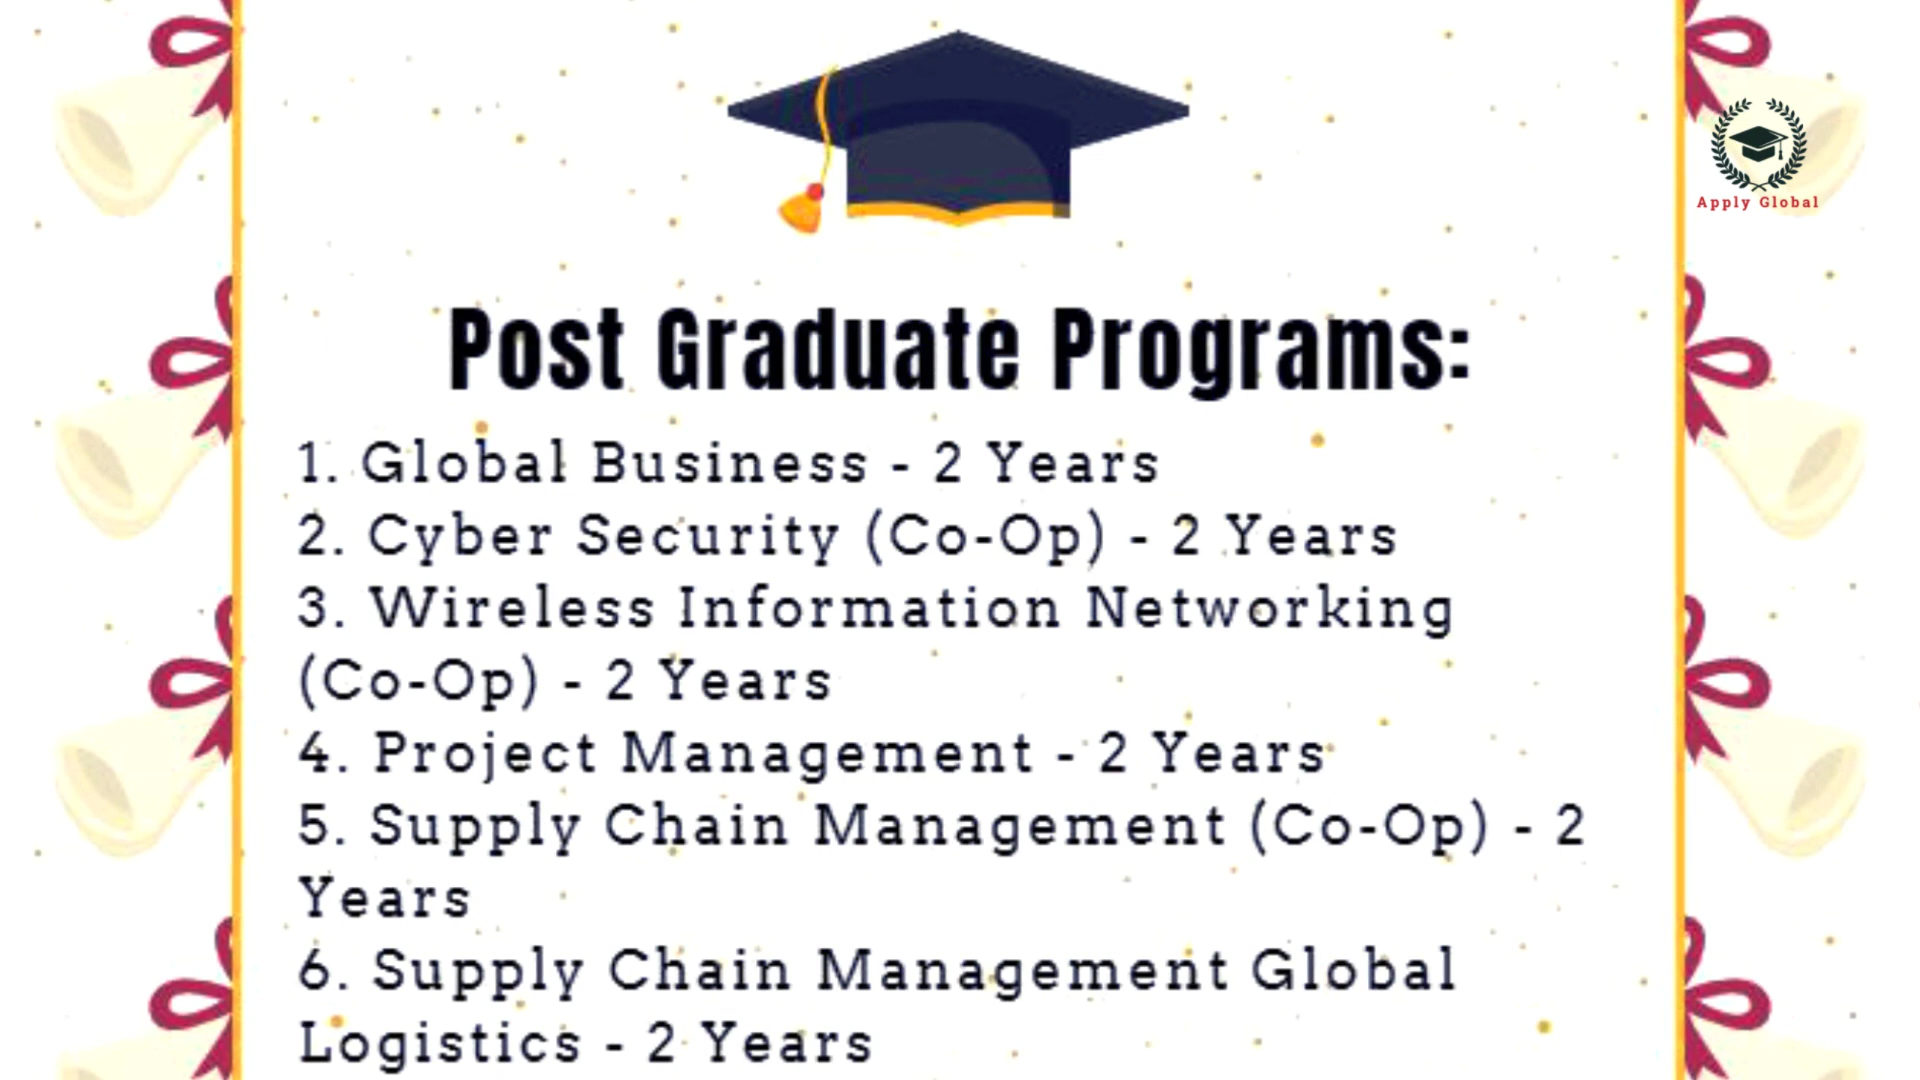 Apply Global
Post Graduate Programs:
1. Global Business - 2 Years
2. Cyber Security (Co-Op) - 2 Years
3. Wireless Information Networking
(Co-Op) - 2 Years
4. Project Management - 2 Years
5. Supply Chain Management (Co-Op) - 2
Years
6. Supply Chain Management Global
Logistics - 2 Years